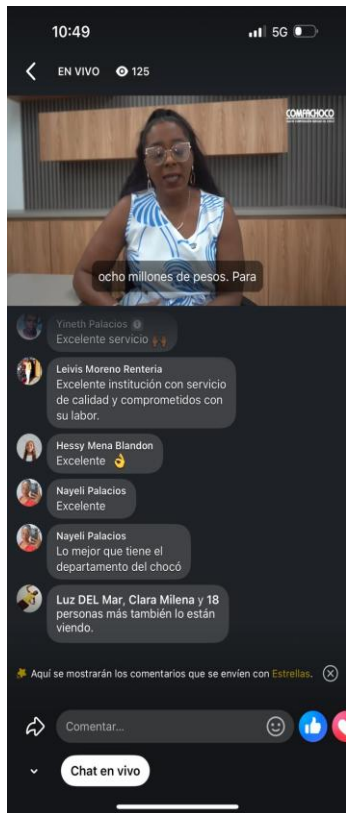 10:49
5G
EN VIVO 125
COMFACHOCO
ocho millones de pesos. Para
Yineth Palacios
Excelente servicio
Leivis Moreno Renteria
Excelente institución con servicio
de calidad y comprometidos con
su labor.
Hessy Mena Blandon
Excelente 👌
Nayeli Palacios
Excelente
Nayeli Palacios
Lo mejor que tiene el
departamento del chocó
Luz DEL Mar, Clara Milena y 18
personas más también lo están
viendo.
Aquí se mostrarán los comentarios que se envíen con Estrellas.
Comentar...
Chat en vivo